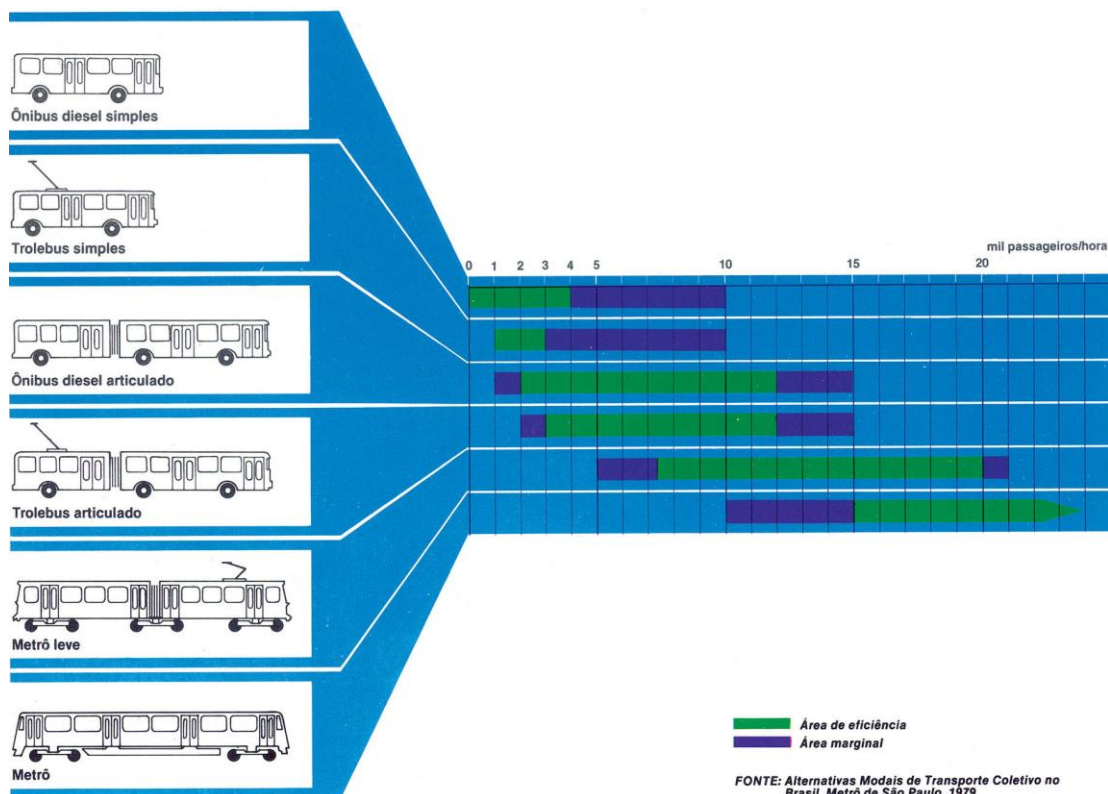 Ônibus diesel simples
Trolebus simples
mil passageiros/hora
0 1 2 3 4 5 10 15 20
Ônibus diesel articulado
Trolebus articulado
Metrô leve
Metrô
Área de eficiência
Área marginal
FONTE: Alternativas Modais de Transporte Coletivo no
Brasil, Metrô de São Paulo, 1979